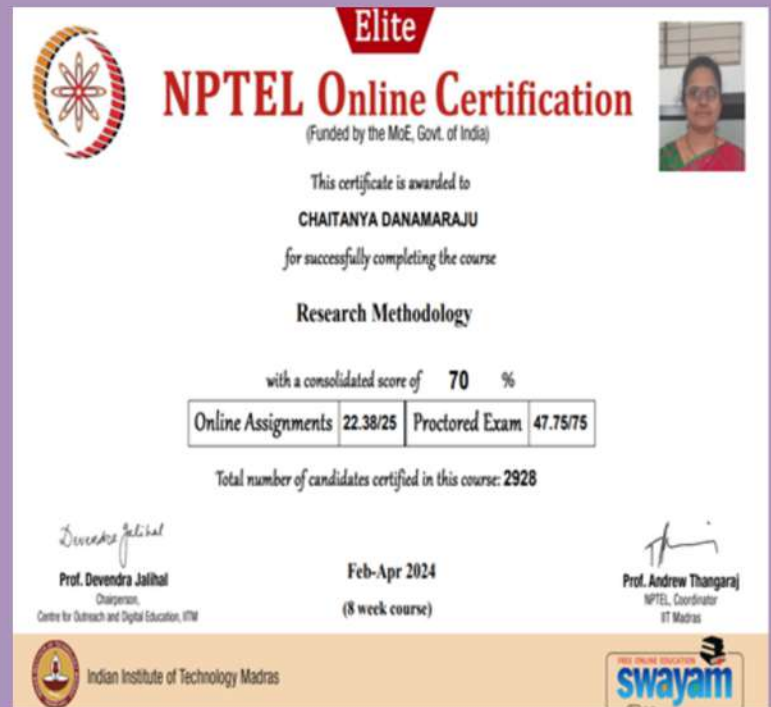 Elite
NPTEL Online Certification
(Funded by the MoE, Govt. of India)
This certificate is awarded to
CHAITANYA DANAMARAJU
for successfully completing the course
Research Methodology
with a consolidated score of 70 %
Online Assignments 22.38/25 Proctored Exam 47.75/75
Total number of candidates certified in this course: 2928
Devendra Jalihal
Prof. Devendra Jalihal
Chairperson,
Centre for Outreach and Digital Education, IITM
Feb-Apr 2024
(8 week course)
Prof. Andrew Thangaraj
NPTEL, Coordinator
IIT Madras
Indian Institute of Technology Madras
FREE ONLINE EDUCATION
swayam